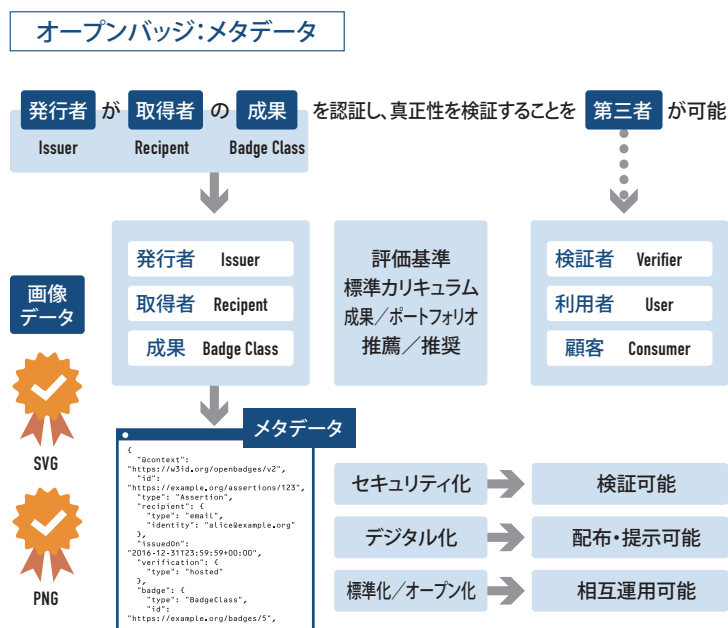 オープンバッジ:メタデータ
発行者 が 取得者 の 成果 を認証し、真正性を検証することを 第三者 が可能
Issuer Recipent Badge Class
発行者 Issuer
取得者 Recipent
成果 Badge Class
評価基準
標準カリキュラム
成果／ポートフォリオ
推薦／推奨
検証者 Verifier
利用者 User
顧客 Consumer
画像
データ
SVG
PNG
メタデータ
{
"@context":
"https://w3id.org/openbadges/v2",
"id":
"https://example.org/assertions/123",
"type": "Assertion",
"recipient": {
"type": "email",
"identity": "alice@example.org"
},
"issuedOn":
"2016-12-31T23:59:59+00:00",
"verification": {
"type": "hosted"
},
"badge": {
"type": "BadgeClass",
"id":
"https://example.org/badges/5",
セキュリティ化 検証可能
デジタル化 配布・提示可能
標準化／オープン化 相互運用可能